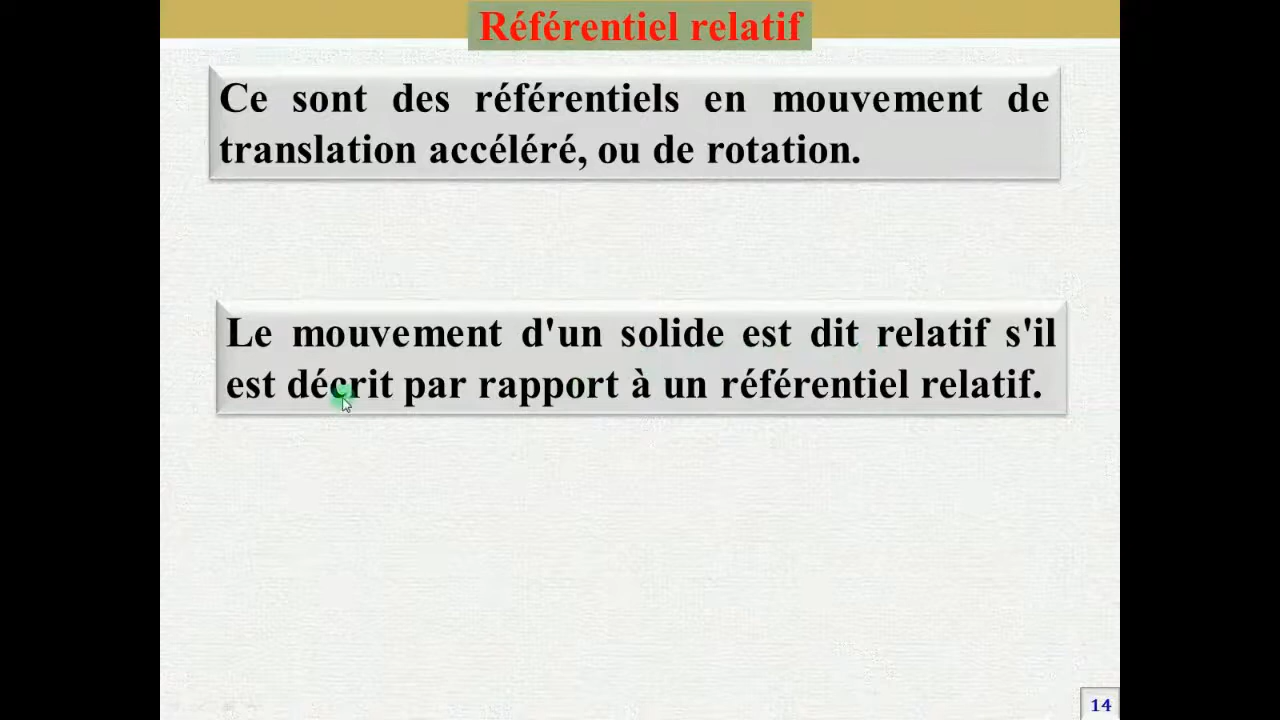 Référentiel relatif
Ce sont des référentiels en mouvement de
translation accéléré, ou de rotation.
Le mouvement d'un solide est dit relatif s'il
est décrit par rapport à un référentiel relatif.
14